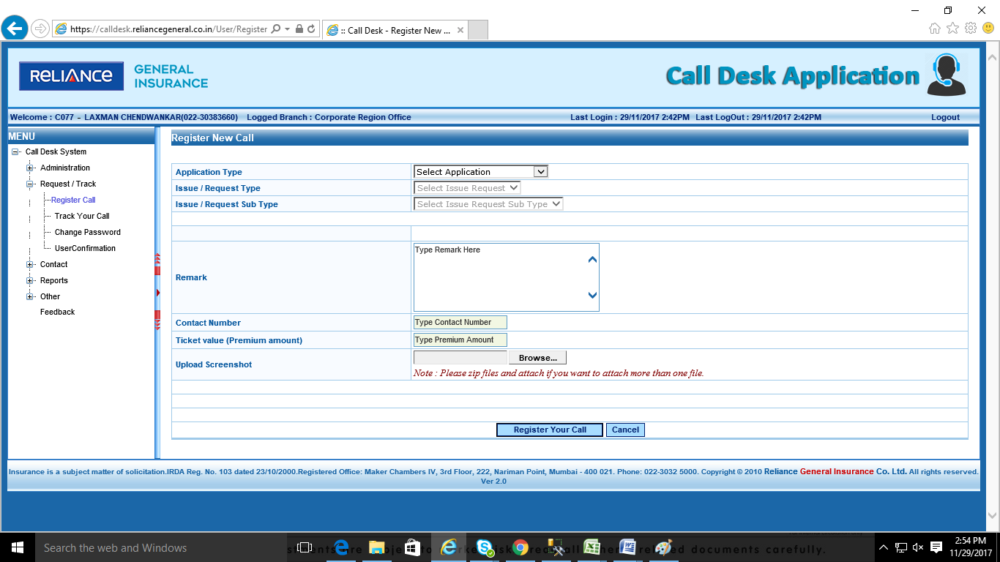 https://calldesk.reliancegeneral.co.in/User/Register
:: Call Desk - Register New ...
RELIANCE GENERAL INSURANCE
Call Desk Application
Welcome : C077 - LAXMAN CHENDWANKAR(022-30383660) Logged Branch : Corporate Region Office Last Login : 29/11/2017 2:42PM Last LogOut : 29/11/2017 2:42PM Logout
MENU
Call Desk System
Administration
Request / Track
Register Call
Track Your Call
Change Password
UserConfirmation
Contact
Reports
Other
Feedback
Register New Call
Application Type Select Application
Issue / Request Type Select Issue Request
Issue / Request Sub Type Select Issue Request Sub Type
Remark Type Remark Here
Contact Number Type Contact Number
Ticket value (Premium amount) Type Premium Amount
Upload Screenshot Browse...
Note : Please zip files and attach if you want to attach more than one file.
Register Your Call Cancel
Insurance is a subject matter of solicitation.IRDA Reg. No. 103 dated 23/10/2000.Registered Office: Maker Chambers IV, 3rd Floor, 222, Nariman Point, Mumbai - 400 021. Phone: 022-3032 5000. Copyright © 2010 Reliance General Insurance Co. Ltd. All rights reserved.
Ver 2.0
Search the web and Windows
documents carefully.
2:54 PM
11/29/2017